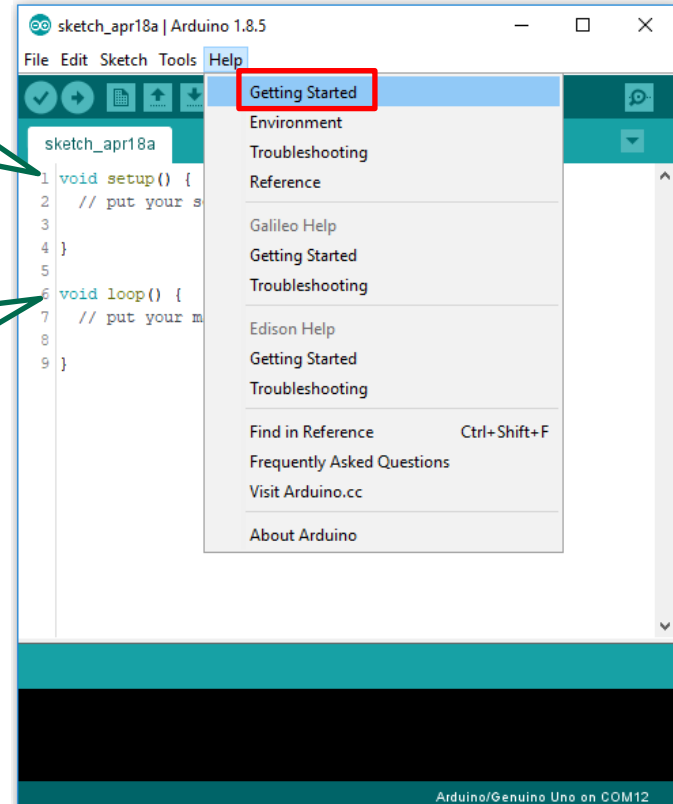 sketch_apr18a | Arduino 1.8.5
File Edit Sketch Tools Help
sketch_apr18a
Getting Started
Environment
Troubleshooting
Reference
Galileo Help
Getting Started
Troubleshooting
Edison Help
Getting Started
Troubleshooting
Find in Reference Ctrl+Shift+F
Frequently Asked Questions
Visit Arduino.cc
About Arduino
1 void setup() {
2 // put your s
3
4 }
5
6 void loop() {
7 // put your m
8
9 }
Arduino/Genuino Uno on COM12